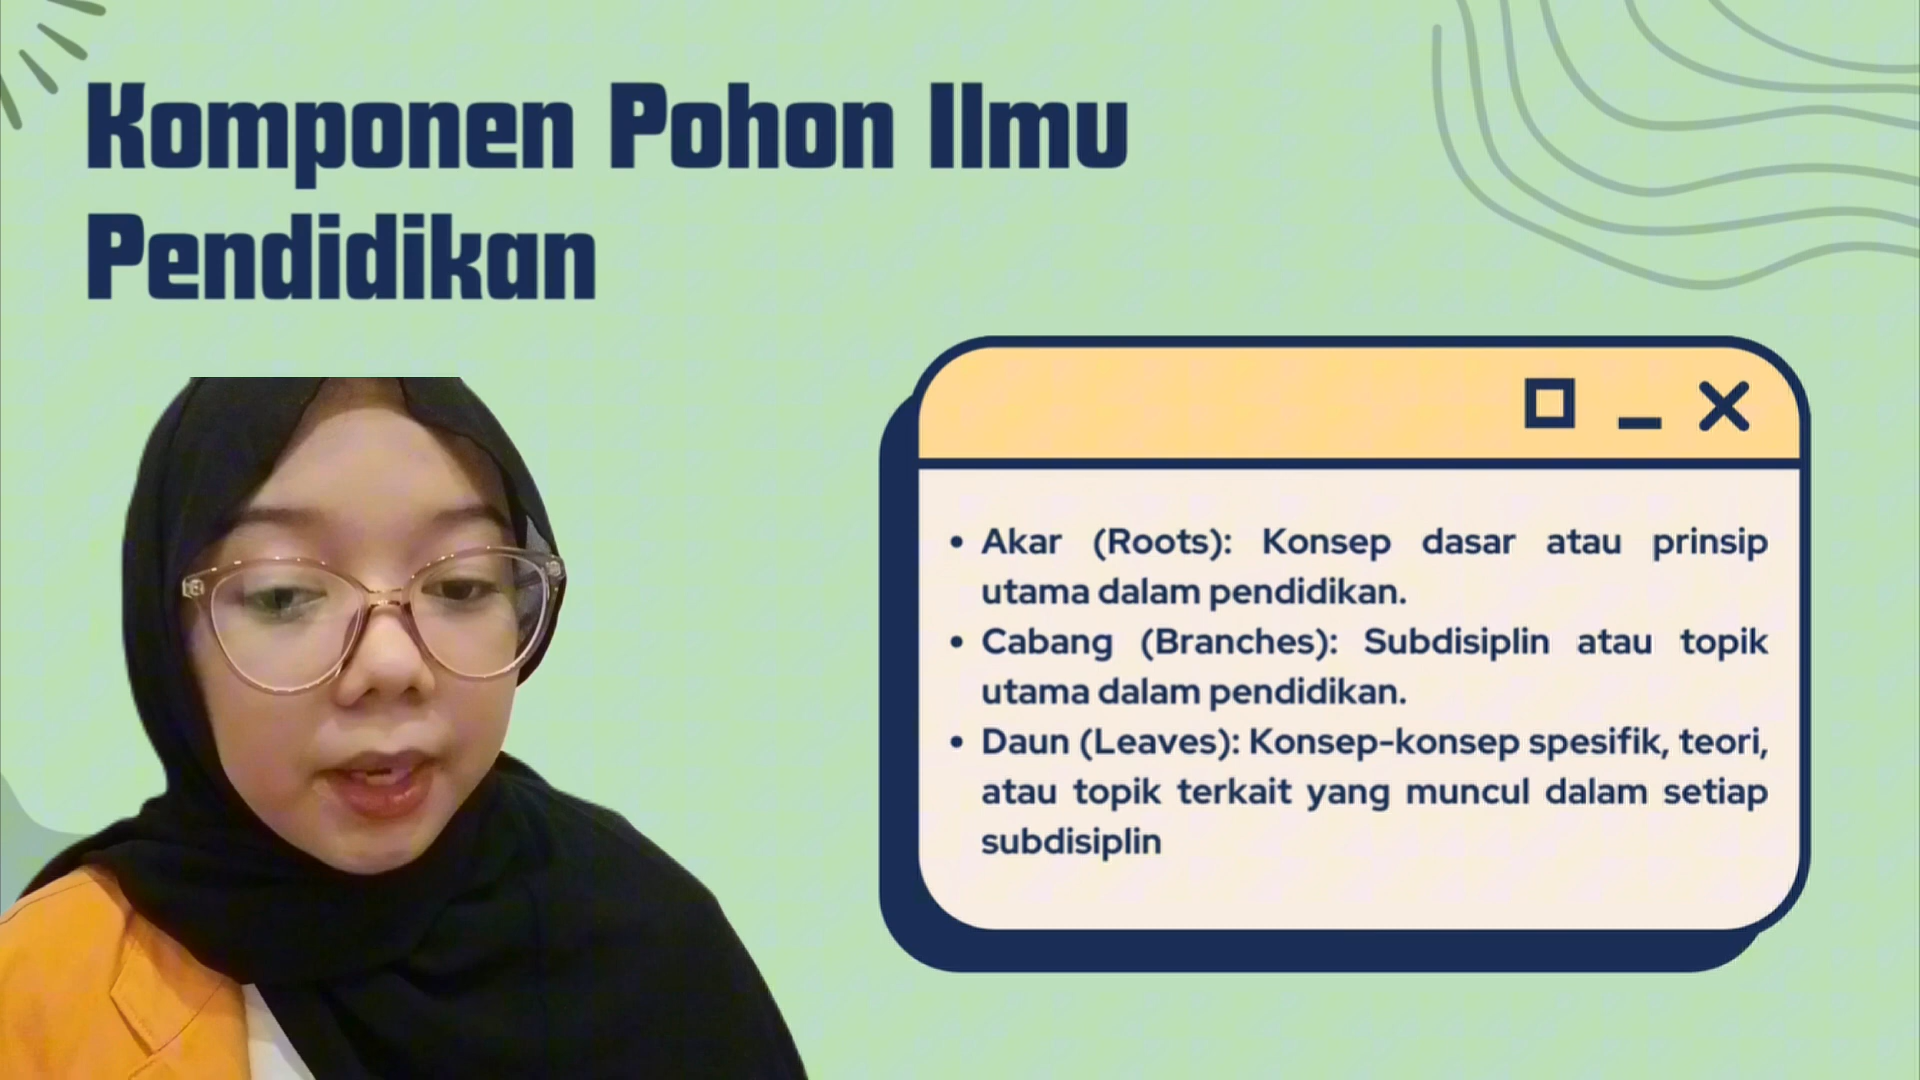 Komponen Pohon Ilmu
Pendidikan
• Akar (Roots): Konsep dasar atau prinsip
utama dalam pendidikan.
• Cabang (Branches): Subdisiplin atau topik
utama dalam pendidikan.
• Daun (Leaves): Konsep-konsep spesifik, teori,
atau topik terkait yang muncul dalam setiap
subdisiplin